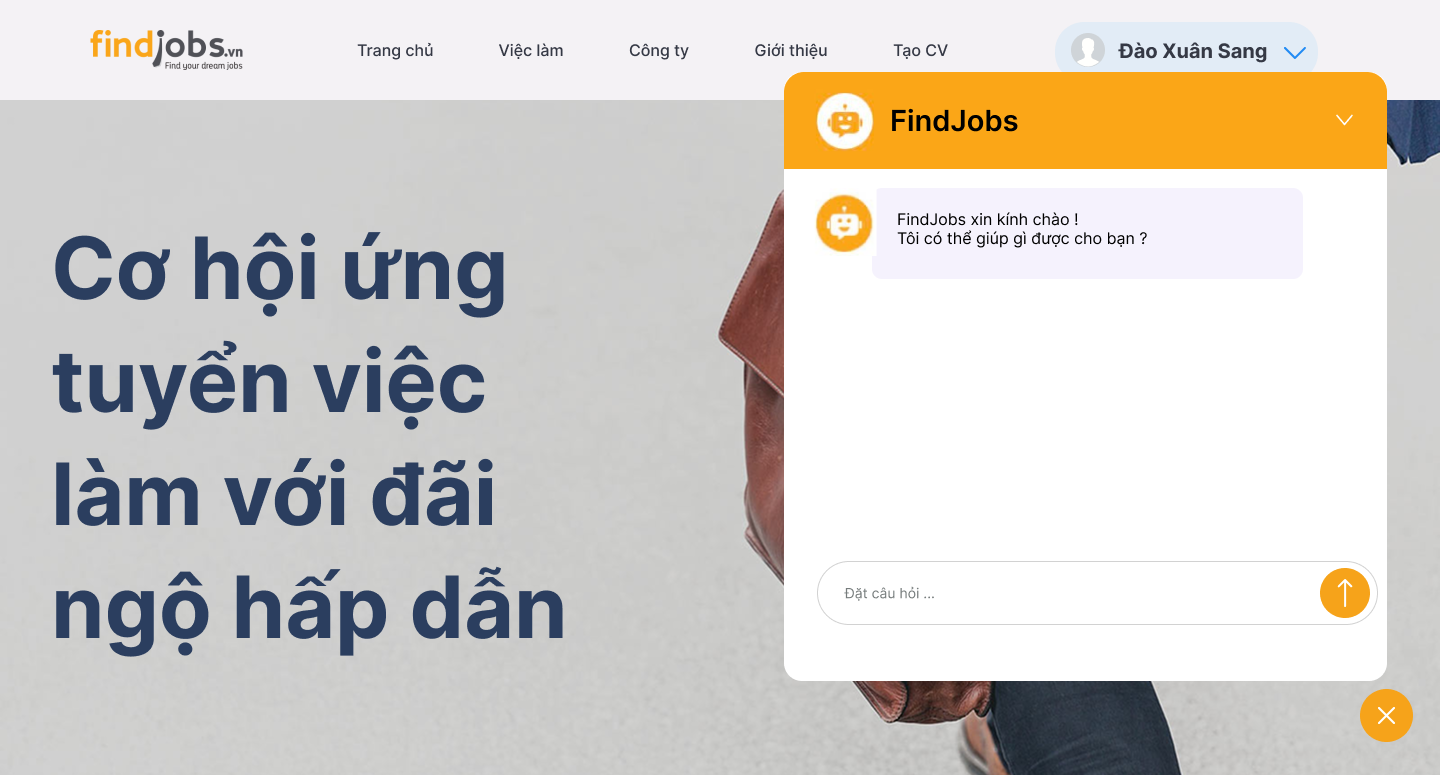 findjobs.vn
Find your dream jobs
Trang chủ
Việc làm
Công ty
Giới thiệu
Tạo CV
Đào Xuân Sang
Cơ hội ứng
tuyển việc
làm với đãi
ngộ hấp dẫn
FindJobs
FindJobs xin kính chào !
Tôi có thể giúp gì được cho bạn ?
Đặt câu hỏi ...